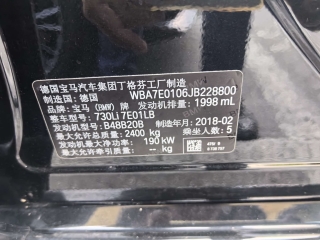 德国宝马汽车集团丁格芬工厂制造
制造国：德国 WBA7E0106JB228800
品牌：宝马（BMW）牌 发动机排量：1998 mL
整车型号：730Li 7E01LB
发动机型号：B48B20B 制造年月：2018-02
最大允许总质量：2400 kg 乘坐人数：5
发动机最大净功率：190 kW
最大允许牵引质量：-- kg